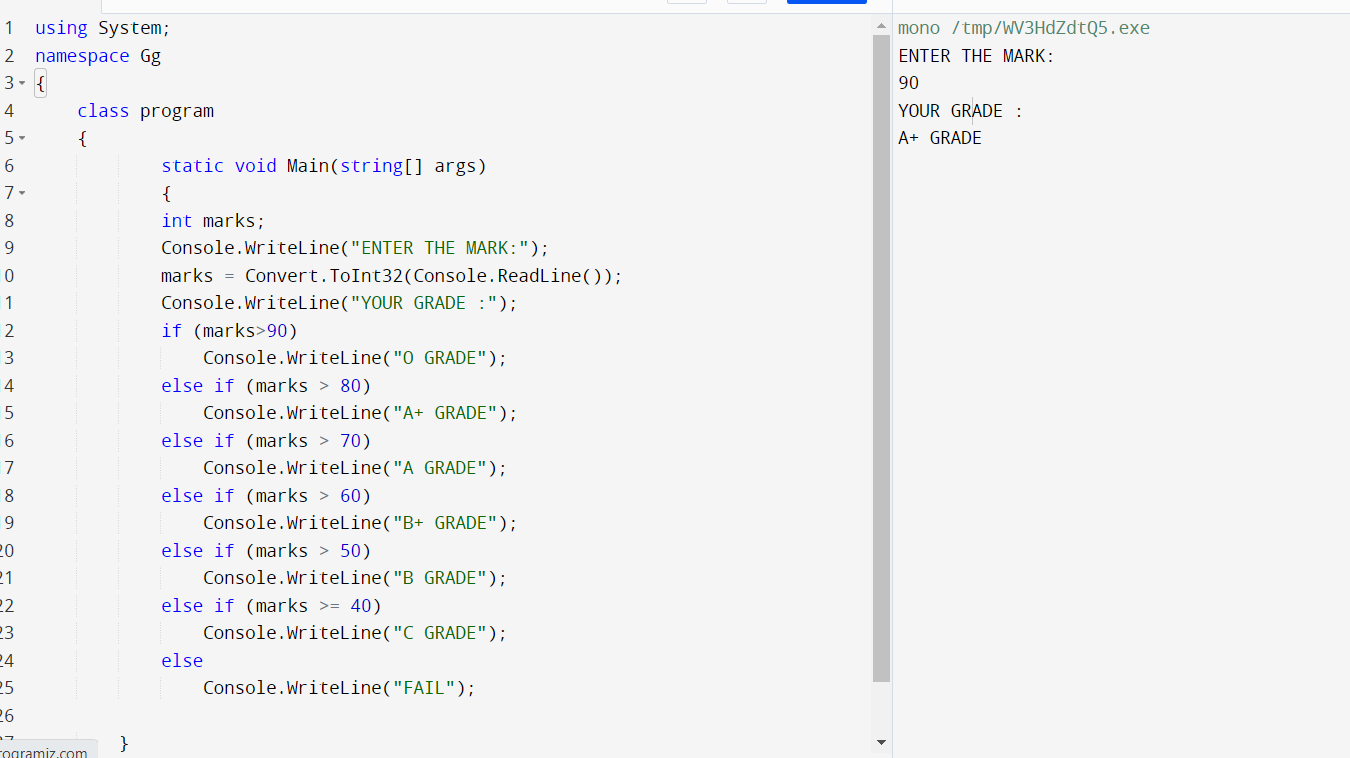 1 using System;
2 namespace Gg
3 {
4 class program
5 {
6 static void Main(string[] args)
7 {
8 int marks;
9 Console.WriteLine("ENTER THE MARK:");
0 marks = Convert.ToInt32(Console.ReadLine());
1 Console.WriteLine("YOUR GRADE :");
2 if (marks>90)
3 Console.WriteLine("O GRADE");
4 else if (marks > 80)
5 Console.WriteLine("A+ GRADE");
6 else if (marks > 70)
7 Console.WriteLine("A GRADE");
8 else if (marks > 60)
9 Console.WriteLine("B+ GRADE");
20 else if (marks > 50)
21 Console.WriteLine("B GRADE");
22 else if (marks >= 40)
23 Console.WriteLine("C GRADE");
24 else
25 Console.WriteLine("FAIL");
26
}
rogramiz.com
mono /tmp/WV3HdZdtQ5.exe
ENTER THE MARK:
90
YOUR GRADE :
A+ GRADE